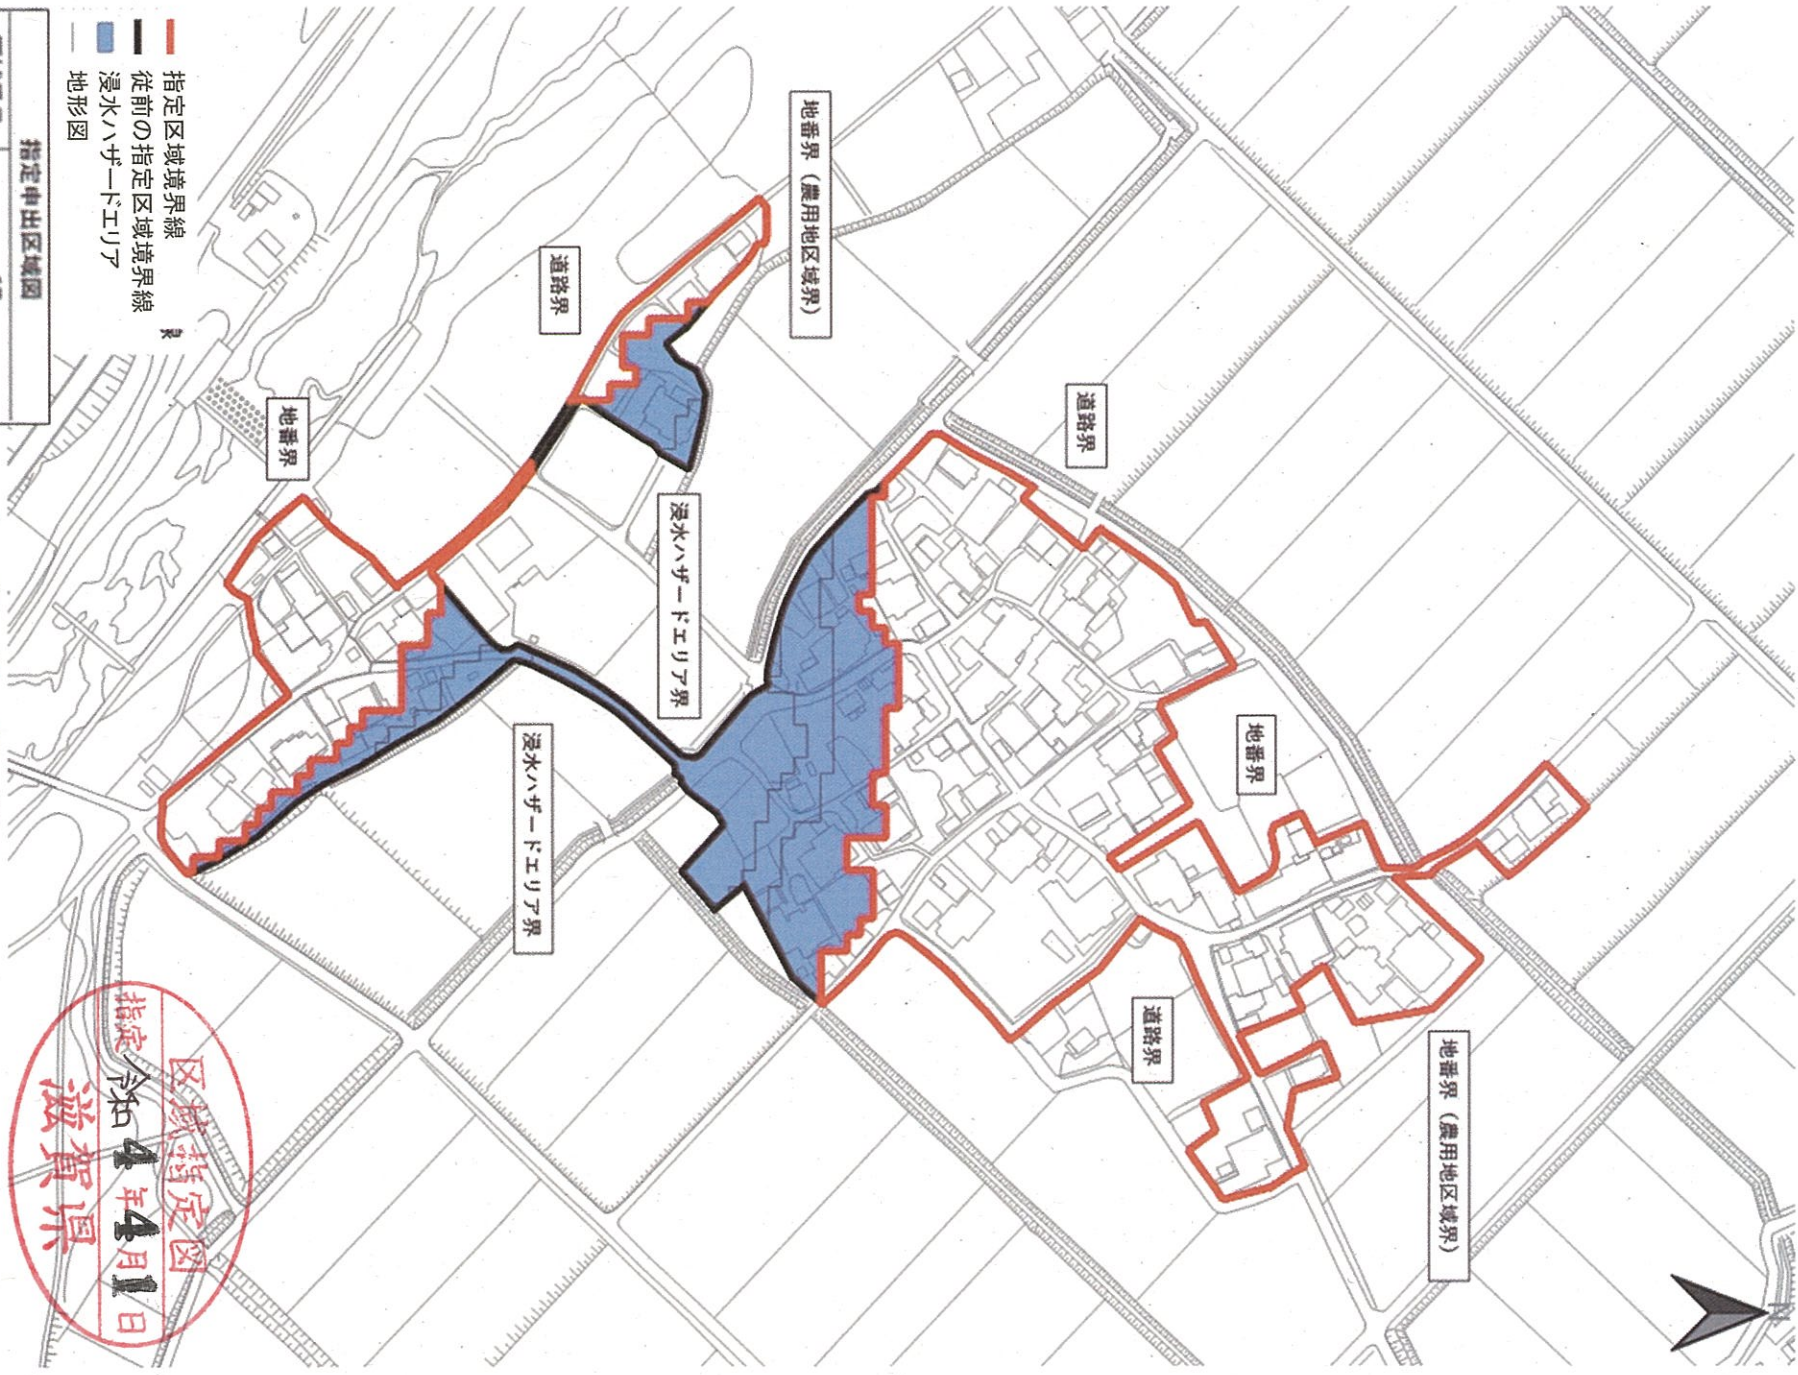 指定区域境界線
従前の指定区域境界線
浸水ハザードエリア
地形図
指定申出区域図
地番界（農用地区域界）
道路界
地番界
道路界
浸水ハザードエリア界
浸水ハザードエリア界
地番界
道路界
地番界（農用地区域界）
N
区域指定図
指定 令和 4 年 4 月 1 日
滋賀県